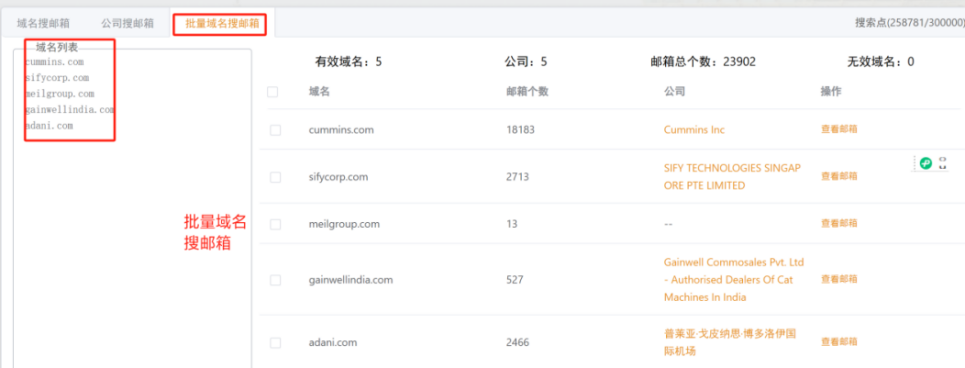 域名搜邮箱 公司搜邮箱 批量域名搜邮箱 搜索点(258781/300000)
域名列表
cummins.com
sifycorp.com
meilgroup.com
gainwellindia.com
adani.com
批量域名
搜邮箱
有效域名：5 公司：5 邮箱总个数：23902 无效域名：0
域名 邮箱个数 公司 操作
cummins.com 18183 Cummins Inc 查看邮箱
sifycorp.com 2713 SIFY TECHNOLOGIES SINGAP
ORE PTE LIMITED 查看邮箱
meilgroup.com 13 -- 查看邮箱
gainwellindia.com 527 Gainwell Commosales Pvt. Ltd
- Authorised Dealers Of Cat
Machines In India 查看邮箱
adani.com 2466 普莱亚·戈皮纳思·博多洛伊国
际机场 查看邮箱